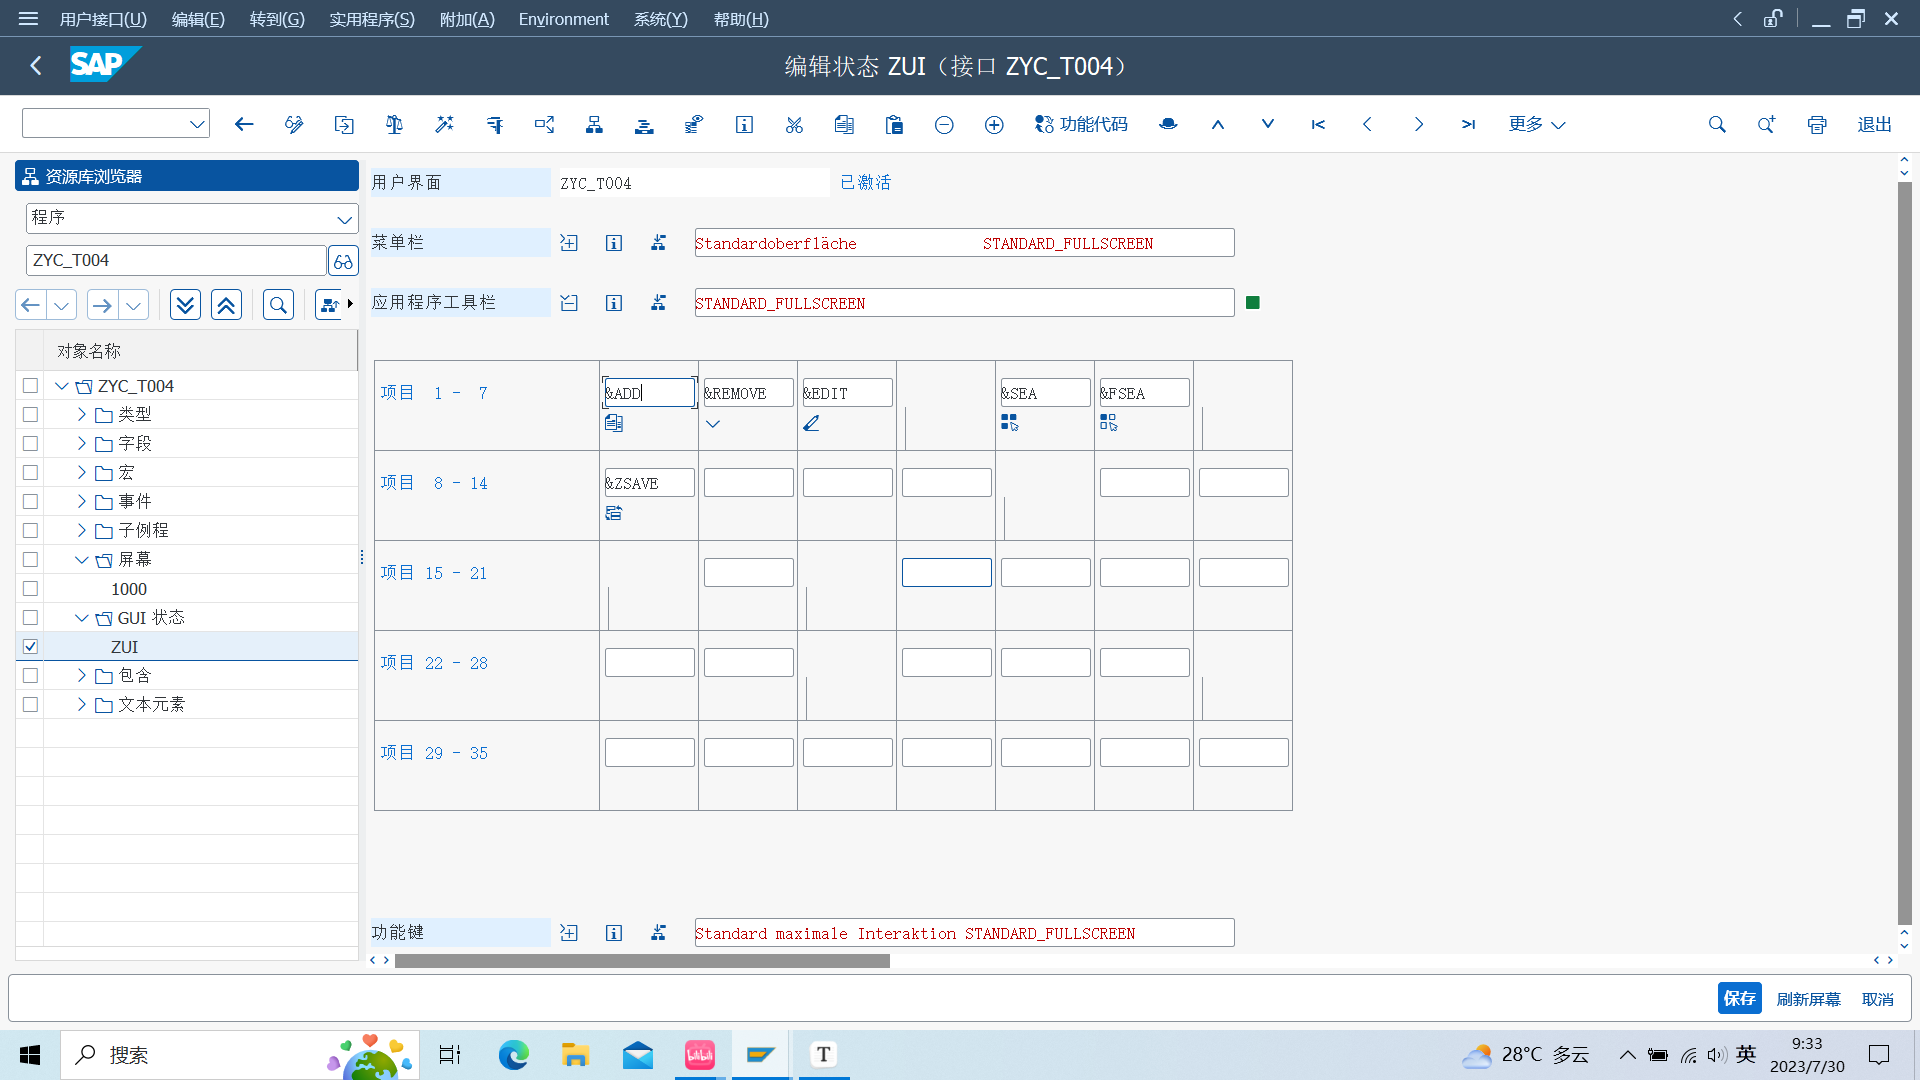 用户接口(U) 编辑(E) 转到(G) 实用程序(S) 附加(A) Environment 系统(Y) 帮助(H)
SAP
编辑状态 ZUI（接口 ZYC_T004）
功能代码 更多 退出
资源库浏览器
程序
ZYC_T004
对象名称
ZYC_T004
类型
字段
宏
事件
子例程
屏幕
1000
GUI 状态
ZUI
包含
文本元素
用户界面 ZYC_T004 已激活
菜单栏 Standardoberfläche STANDARD_FULLSCREEN
应用程序工具栏 STANDARD_FULLSCREEN
项目 1 - 7 &ADD &REMOVE &EDIT &SEA &FSEA
项目 8 - 14 &ZSAVE
项目 15 - 21
项目 22 - 28
项目 29 - 35
功能键 Standard maximale Interaktion STANDARD_FULLSCREEN
保存 刷新屏幕 取消
搜索
bilibili
T
28°C 多云
英
9:33
2023/7/30